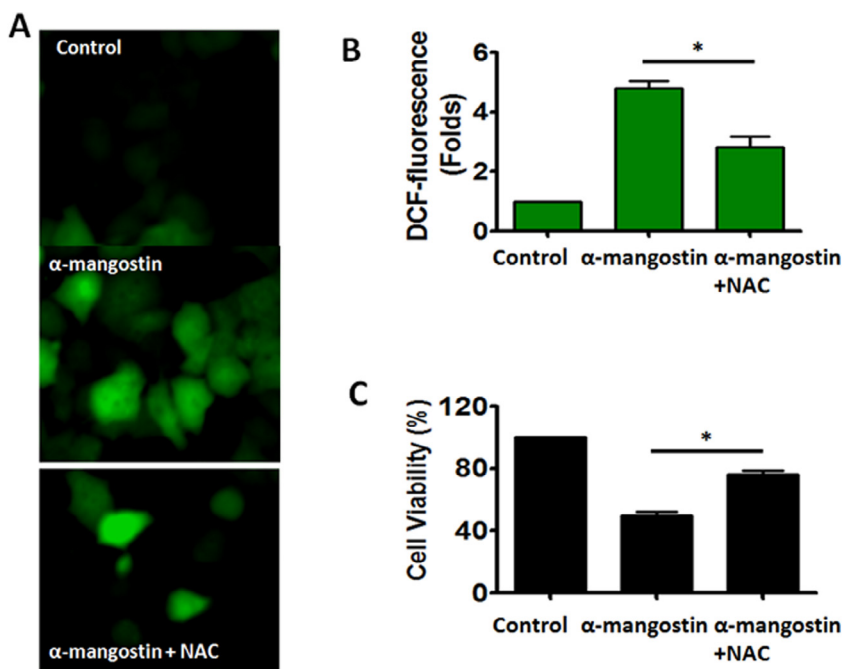 A
Control
α-mangostin
α-mangostin + NAC
B
DCF-fluorescence
(Folds)
6
4
2
0
*
Control
α-mangostin
α-mangostin
+NAC
C
Cell Viability (%)
120
80
40
0
*
Control
α-mangostin
α-mangostin
+NAC